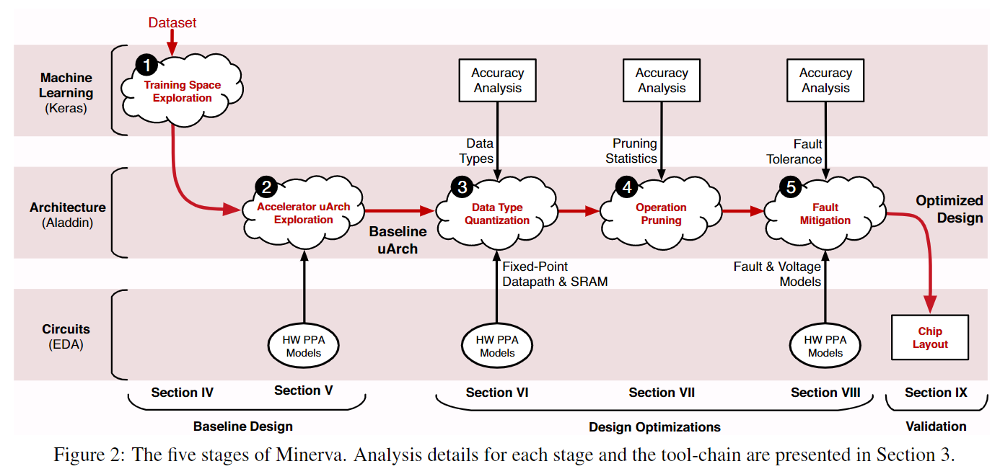 Dataset
Machine
Learning
(Keras)
1
Training Space
Exploration
Accuracy
Analysis
Accuracy
Analysis
Accuracy
Analysis
Data
Types
Pruning
Statistics
Fault
Tolerance
Architecture
(Aladdin)
2
Accelerator uArch
Exploration
Baseline
uArch
3
Data Type
Quantization
4
Operation
Pruning
5
Fault
Mitigation
Optimized
Design
Fixed-Point
Datapath & SRAM
Fault & Voltage
Models
Circuits
(EDA)
HW PPA
Models
HW PPA
Models
HW PPA
Models
Chip
Layout
Section IV
Section V
Section VI
Section VII
Section VIII
Section IX
Baseline Design
Design Optimizations
Validation
Figure 2: The five stages of Minerva. Analysis details for each stage and the tool-chain are presented in Section 3.